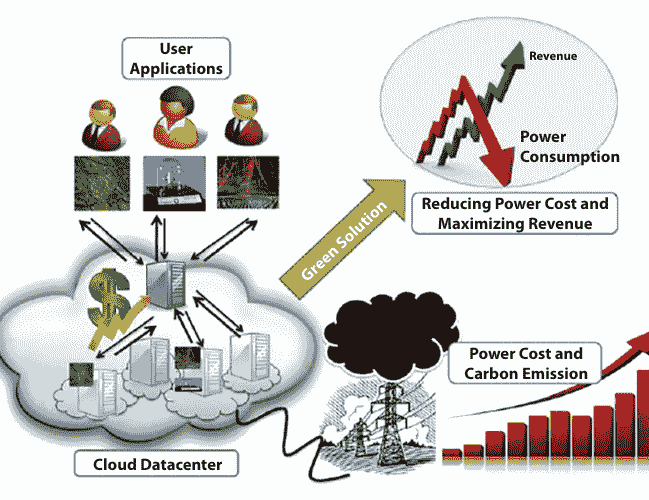 User
Applications
Revenue
Power
Consumption
Reducing Power Cost and
Maximizing Revenue
Green Solution
$
Power Cost and
Carbon Emission
Cloud Datacenter